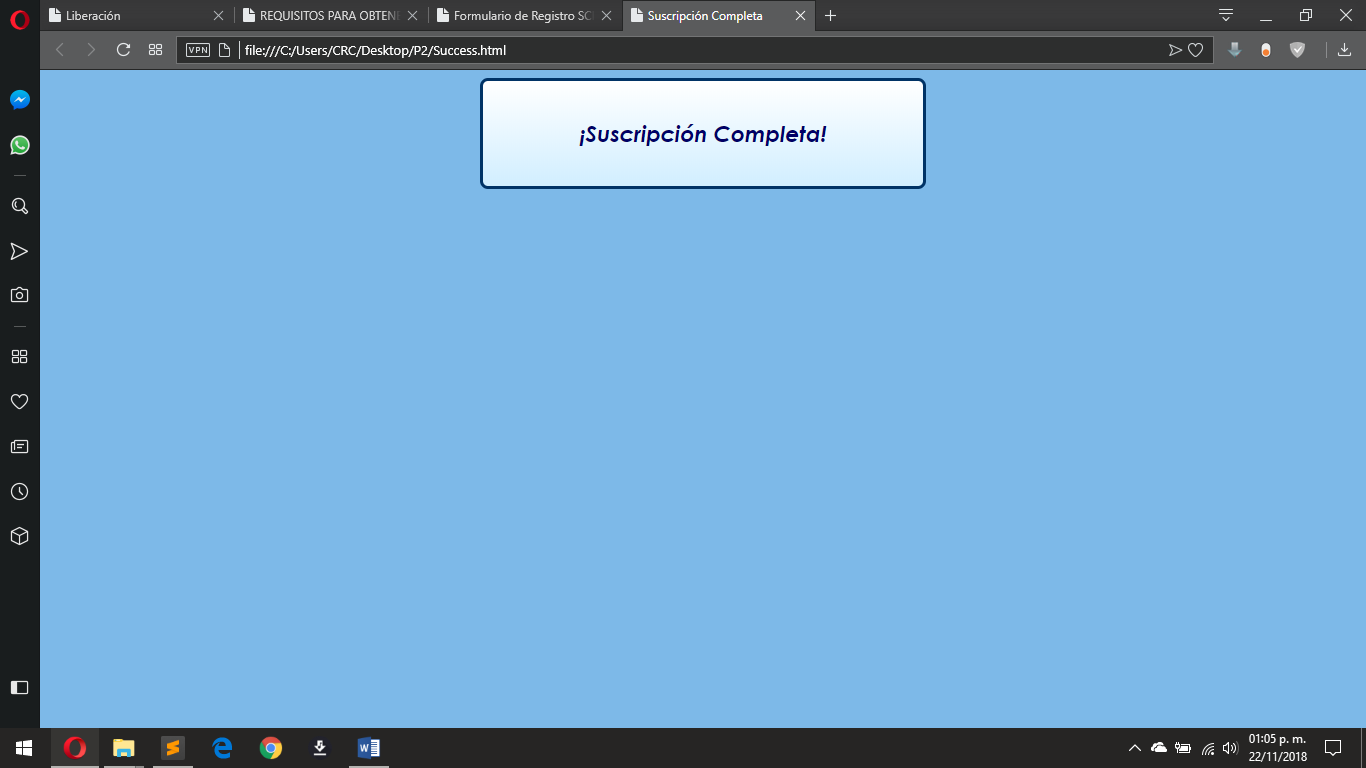 Liberación
REQUISITOS PARA OBTENE
Formulario de Registro SC
Suscripción Completa
VPN
file:///C:/Users/CRC/Desktop/P2/Success.html
¡Suscripción Completa!
01:05 p. m.
22/11/2018